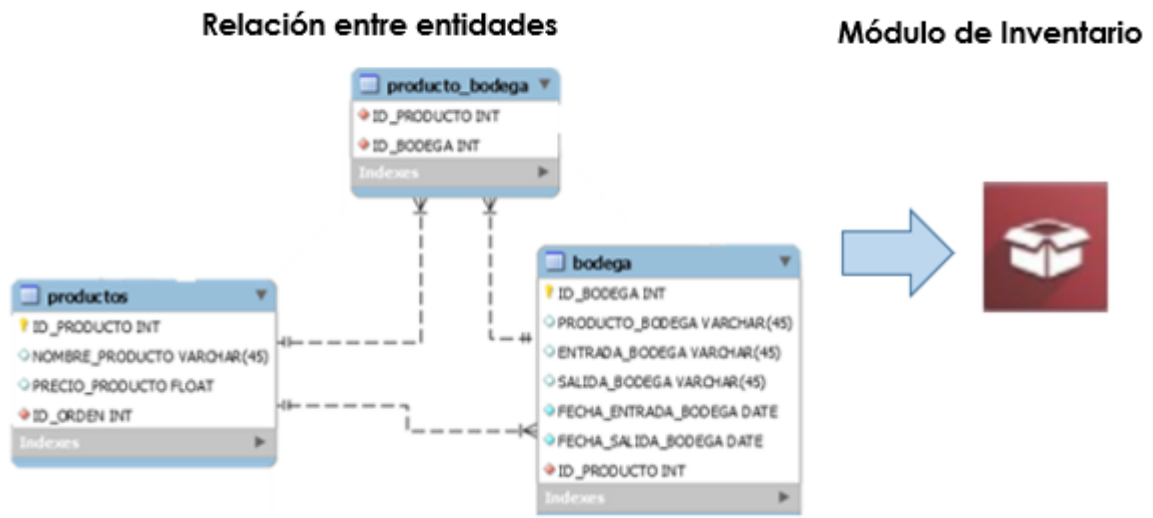 Relación entre entidades
Módulo de Inventario
producto_bodega
ID_PRODUCTO INT
ID_BODEGA INT
Indexes
productos
ID_PRODUCTO INT
NOMBRE_PRODUCTO VARCHAR(45)
PRECIO_PRODUCTO FLOAT
ID_ORDEN INT
Indexes
bodega
ID_BODEGA INT
PRODUCTO_BODEGA VARCHAR(45)
ENTRADA_BODEGA VARCHAR(45)
SALIDA_BODEGA VARCHAR(45)
FECHA_ENTRADA_BODEGA DATE
FECHA_SALIDA_BODEGA DATE
ID_PRODUCTO INT
Indexes